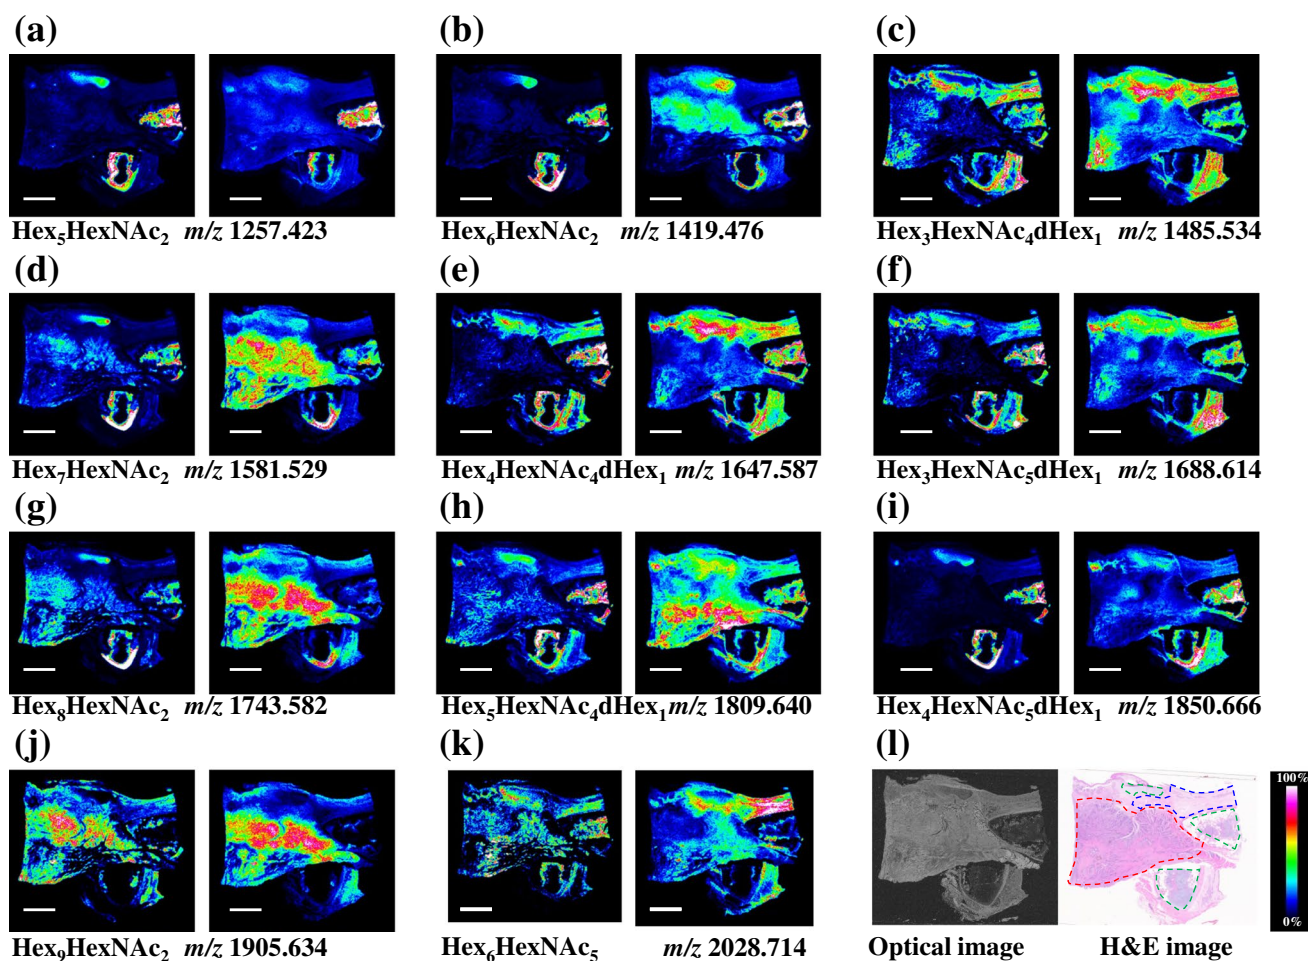 (a) (b) (c)
Hex₅HexNAc₂ m/z 1257.423 Hex₆HexNAc₂ m/z 1419.476 Hex₃HexNAc₄dHex₁ m/z 1485.534
(d) (e) (f)
Hex₇HexNAc₂ m/z 1581.529 Hex₄HexNAc₄dHex₁ m/z 1647.587 Hex₃HexNAc₅dHex₁ m/z 1688.614
(g) (h) (i)
Hex₈HexNAc₂ m/z 1743.582 Hex₅HexNAc₄dHex₁ m/z 1809.640 Hex₄HexNAc₅dHex₁ m/z 1850.666
(j) (k) (l)
100%
0%
Hex₉HexNAc₂ m/z 1905.634 Hex₆HexNAc₅ m/z 2028.714 Optical image H&E image